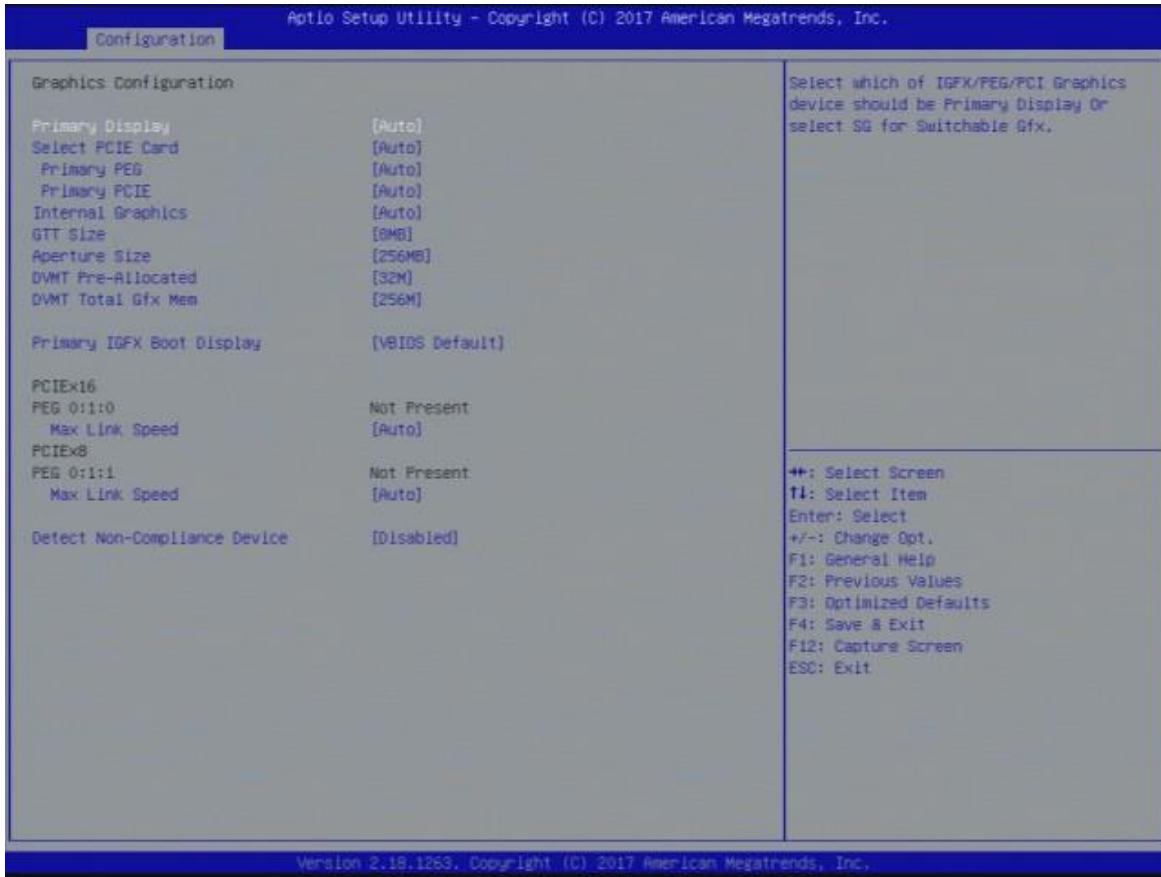 Aptio Setup Utility - Copyright (C) 2017 American Megatrends, Inc.
Configuration
Graphics Configuration
Primary Display [Auto]
Select PCIE Card [Auto]
Primary PEG [Auto]
Primary PCIE [Auto]
Internal Graphics [Auto]
GTT Size [8MB]
Aperture Size [256MB]
DVMT Pre-Allocated [32M]
DVMT Total Gfx Mem [256M]
Primary IGFX Boot Display [VBIOS Default]
PCIEx16
PEG 0:1:0 Not Present
Max Link Speed [Auto]
PCIEx8
PEG 0:1:1 Not Present
Max Link Speed [Auto]
Detect Non-Compliance Device [Disabled]
Select which of IGFX/PEG/PCI Graphics
device should be Primary Display Or
select SG for Switchable Gfx.
→←: Select Screen
↑↓: Select Item
Enter: Select
+/-: Change Opt.
F1: General Help
F2: Previous Values
F3: Optimized Defaults
F4: Save & Exit
F12: Capture Screen
ESC: Exit
Version 2.18.1263. Copyright (C) 2017 American Megatrends, Inc.